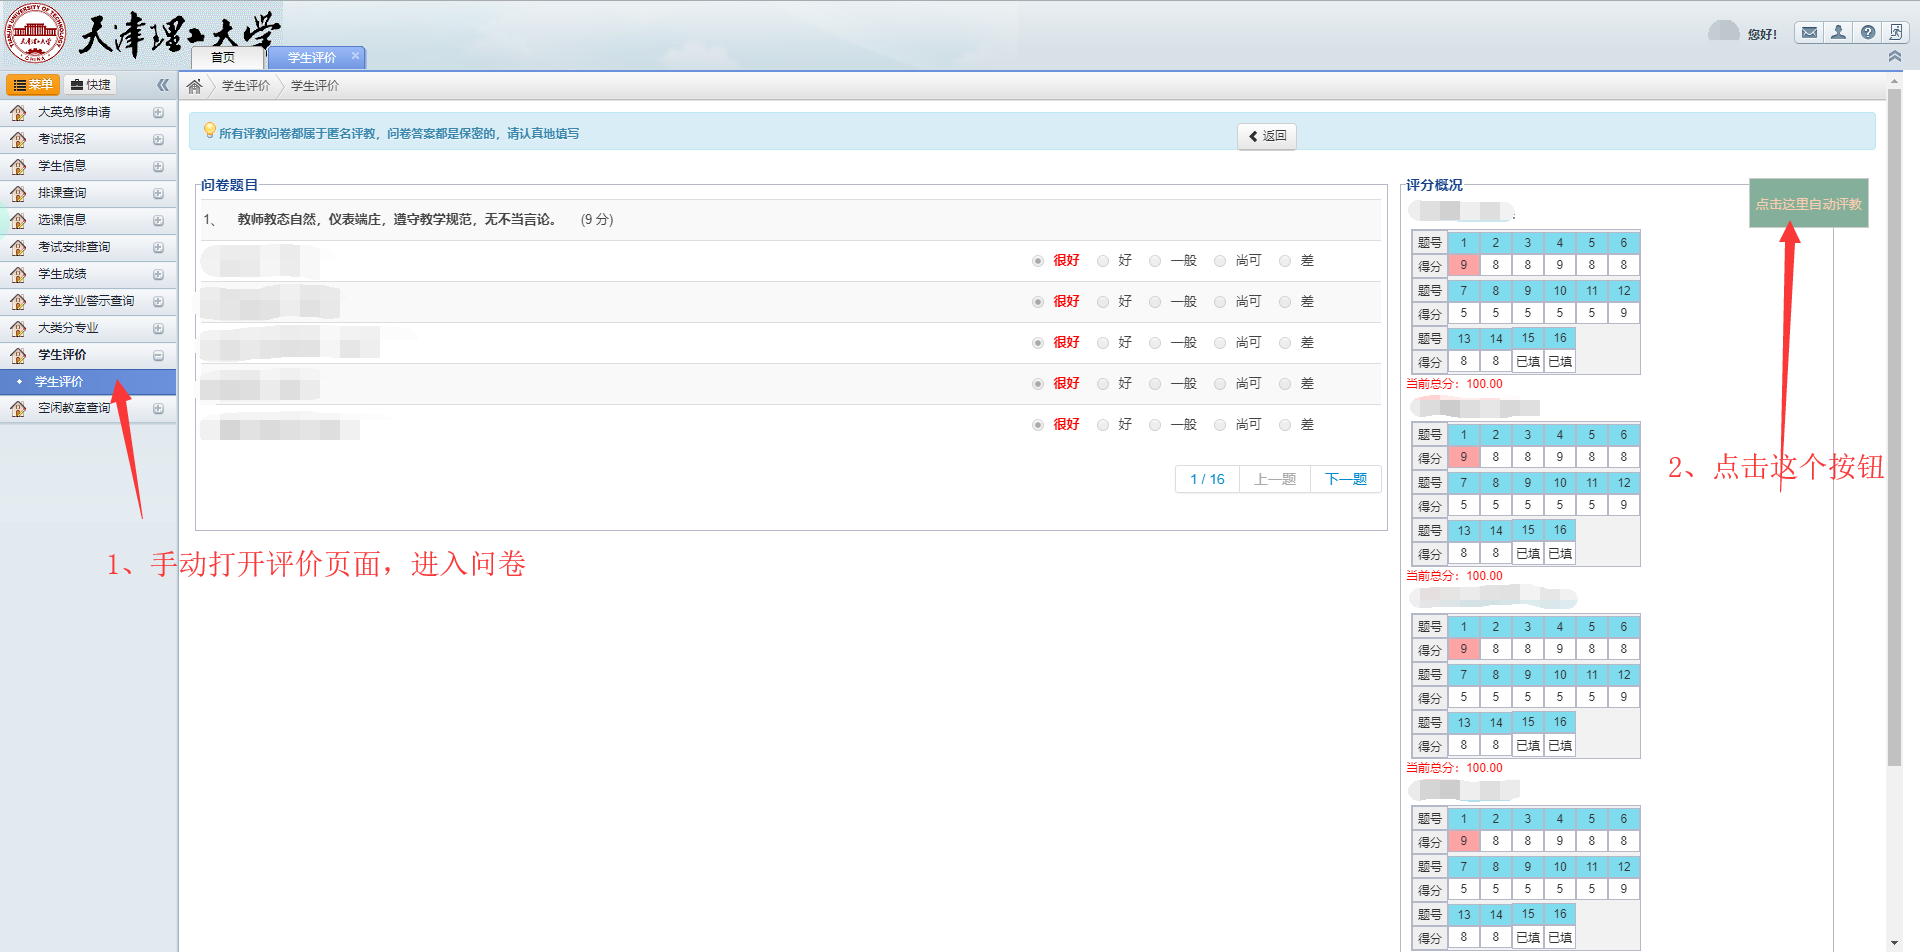 天津理工大学
首页
学生评价
您好!
菜单
快捷
学生评价
学生评价
大英免修申请
考试报名
学生信息
排课查询
选课信息
考试安排查询
学生成绩
学生学业警示查询
大类分专业
学生评价
学生评价
空闲教室查询
所有评教问卷都属于匿名评教，问卷答案都是保密的，请认真地填写
返回
问卷题目
1、 教师教态自然，仪表端庄，遵守教学规范，无不当言论。 (9 分)
很好 好 一般 尚可 差
很好 好 一般 尚可 差
很好 好 一般 尚可 差
很好 好 一般 尚可 差
很好 好 一般 尚可 差
1 / 16 上一题 下一题
1、手动打开评价页面，进入问卷
评分概况
点击这里自动评教
2、点击这个按钮
题号 1 2 3 4 5 6
得分 9 8 8 9 8 8
题号 7 8 9 10 11 12
得分 5 5 5 5 5 9
题号 13 14 15 16
得分 8 8 已填 已填
当前总分：100.00
题号 1 2 3 4 5 6
得分 9 8 8 9 8 8
题号 7 8 9 10 11 12
得分 5 5 5 5 5 9
题号 13 14 15 16
得分 8 8 已填 已填
当前总分：100.00
题号 1 2 3 4 5 6
得分 9 8 8 9 8 8
题号 7 8 9 10 11 12
得分 5 5 5 5 5 9
题号 13 14 15 16
得分 8 8 已填 已填
当前总分：100.00
题号 1 2 3 4 5 6
得分 9 8 8 9 8 8
题号 7 8 9 10 11 12
得分 5 5 5 5 5 9
题号 13 14 15 16
得分 8 8 已填 已填